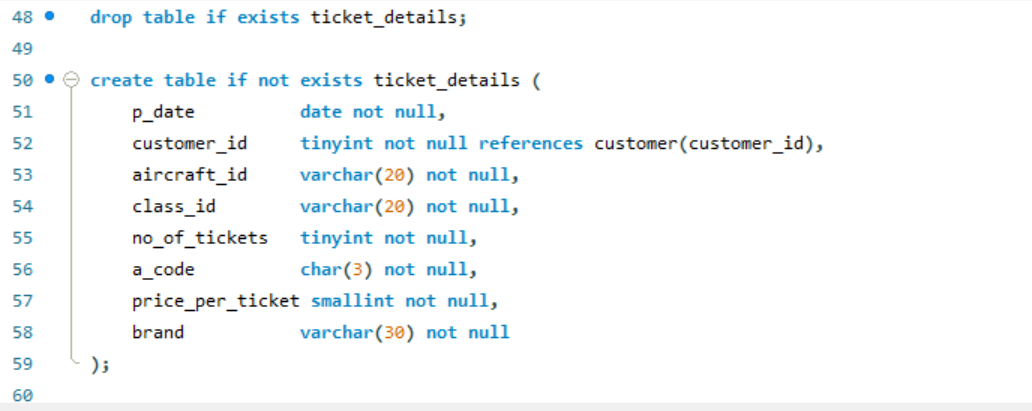 48 drop table if exists ticket_details;
49
50 create table if not exists ticket_details (
51 p_date date not null,
52 customer_id tinyint not null references customer(customer_id),
53 aircraft_id varchar(20) not null,
54 class_id varchar(20) not null,
55 no_of_tickets tinyint not null,
56 a_code char(3) not null,
57 price_per_ticket smallint not null,
58 brand varchar(30) not null
59 );
60